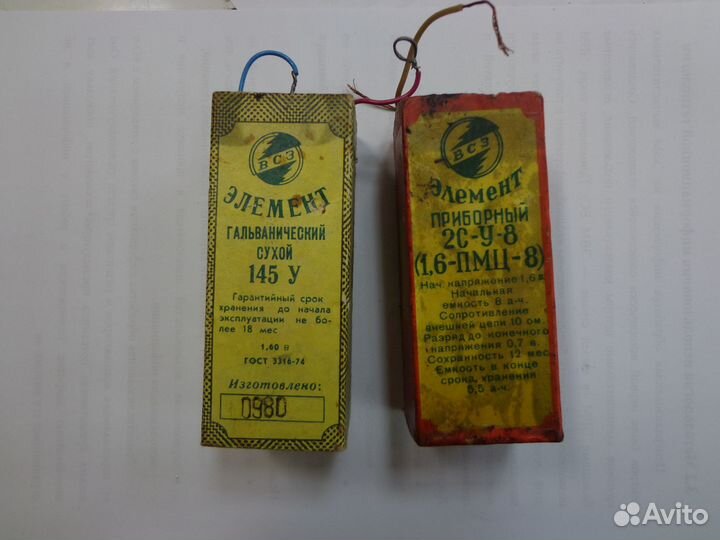 ВСЗ
ЭЛЕМЕНТ
ГАЛЬВАНИЧЕСКИЙ
СУХОЙ
145 У
Гарантийный срок
хранения до начала
эксплуатации не бо-
лее 18 мес
1,60 в
ГОСТ 3316-74
Изготовлено:
0980
ВСЗ
Элемент
ПРИБОРНЫЙ
2С-У-8
(1,6-ПМЦ-8)
Нач. напряжение 1,6в
Начальная
емкость 8 а-ч.
Сопротивление
внешней цепи 10 ом.
Разряд до конечного
напряжения 0,7 в.
Сохранность 12 мес.
Емкость в конце
срока, хранения
5,5 а-ч.
Avito